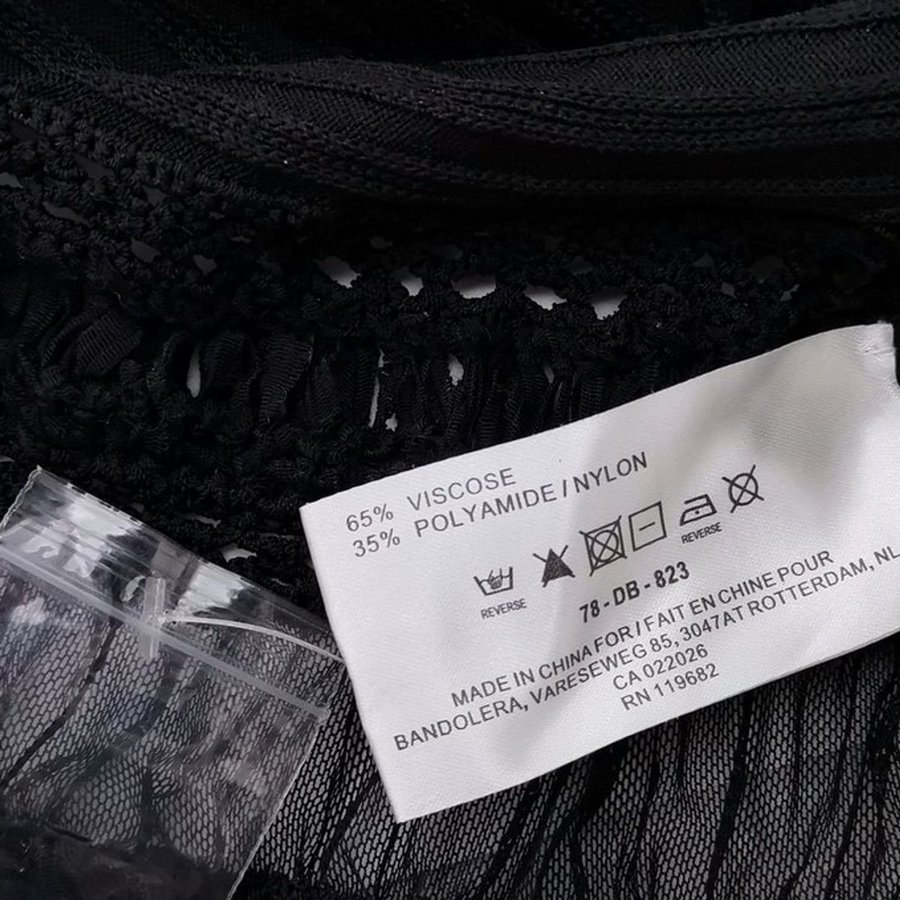 65% VISCOSE
35% POLYAMIDE / NYLON
REVERSE
REVERSE
78-DB-823
MADE IN CHINA FOR / FAIT EN CHINE POUR
BANDOLERA, VARESEWEG 85, 3047AT ROTTERDAM, NL
CA 022026
RN 119682